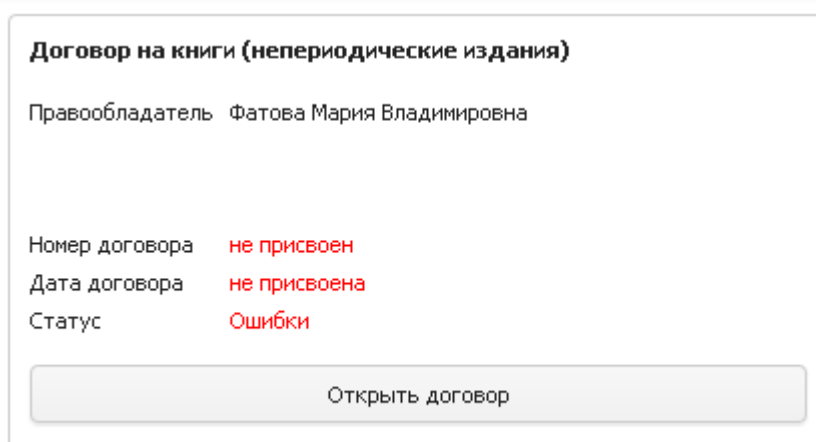 Договор на книги (непериодические издания)
Правообладатель Фатова Мария Владимировна
Номер договора не присвоен
Дата договора не присвоена
Статус Ошибки
Открыть договор